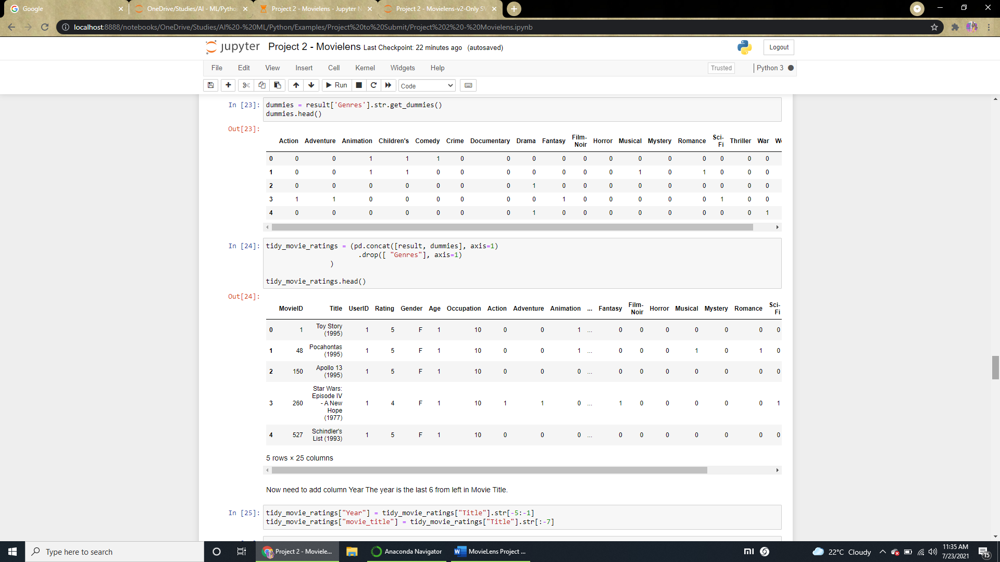 Google
OneDrive/Studies/AI - ML/Pytho
Project 2 - Movielens - Jupyter N
Project 2 - Movielens-v2-Only S
localhost:8888/notebooks/OneDrive/Studies/AI%20-%20ML/Python/Examples/Project%20to%20Submit/Project%202%20-%20Movielens.ipynb
jupyter Project 2 - Movielens Last Checkpoint: 22 minutes ago (autosaved)
Logout
File Edit View Insert Cell Kernel Widgets Help
Trusted Python 3
Run Code
In [23]: dummies = result['Genres'].str.get_dummies()
dummies.head()
Out[23]:
Action Adventure Animation Children's Comedy Crime Documentary Drama Fantasy Film-Noir Horror Musical Mystery Romance Sci-Fi Thriller War W
0 0 0 1 1 1 0 0 0 0 0 0 0 0 0 0 0 0
1 0 0 1 1 0 0 0 0 0 0 0 1 0 1 0 0 0
2 0 0 0 0 0 0 0 1 0 0 0 0 0 0 0 0 0
3 1 1 0 0 0 0 0 0 1 0 0 0 0 0 1 0 0
4 0 0 0 0 0 0 0 1 0 0 0 0 0 0 0 0 1
In [24]: tidy_movie_ratings = (pd.concat([result, dummies], axis=1)
.drop([ "Genres"], axis=1)
)
tidy_movie_ratings.head()
Out[24]:
MovieID Title UserID Rating Gender Age Occupation Action Adventure Animation ... Fantasy Film-Noir Horror Musical Mystery Romance Sci-Fi
0 1 Toy Story (1995) 1 5 F 1 10 0 0 1 ... 0 0 0 0 0 0 0
1 48 Pocahontas (1995) 1 5 F 1 10 0 0 1 ... 0 0 0 1 0 1 0
2 150 Apollo 13 (1995) 1 5 F 1 10 0 0 0 ... 0 0 0 0 0 0 0
3 260 Star Wars: Episode IV - A New Hope (1977) 1 4 F 1 10 1 1 0 ... 1 0 0 0 0 0 1
4 527 Schindler's List (1993) 1 5 F 1 10 0 0 0 ... 0 0 0 0 0 0 0
5 rows × 25 columns
Now need to add column Year The year is the last 6 from left in Movie Title.
In [25]: tidy_movie_ratings["Year"] = tidy_movie_ratings["Title"].str[-5:-1]
tidy_movie_ratings["movie_title"] = tidy_movie_ratings["Title"].str[:-7]
Type here to search
Project 2 - Moviele...
Anaconda Navigator
MovieLens Project ...
mi
22°C Cloudy
11:35 AM
7/23/2021
15